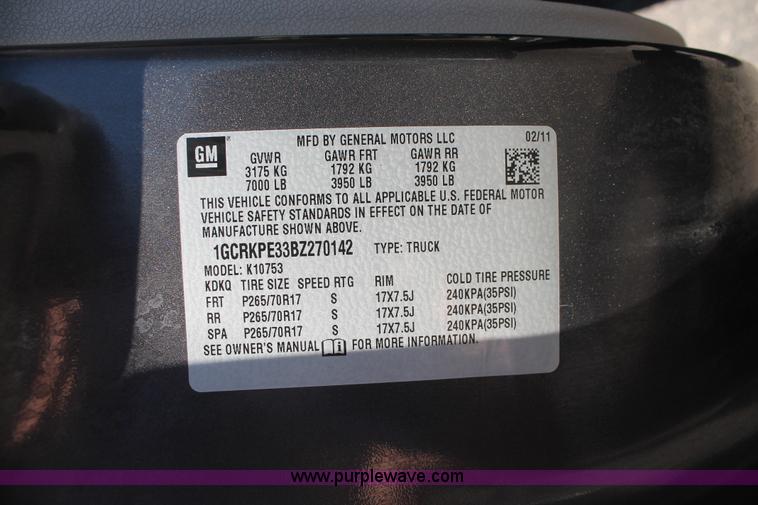 GM ® MFD BY GENERAL MOTORS LLC 02/11
GVWR GAWR FRT GAWR RR
3175 KG 1792 KG 1792 KG
7000 LB 3950 LB 3950 LB
THIS VEHICLE CONFORMS TO ALL APPLICABLE U.S. FEDERAL MOTOR
VEHICLE SAFETY STANDARDS IN EFFECT ON THE DATE OF
MANUFACTURE SHOWN ABOVE.
1GCRKPE33BZ270142 TYPE: TRUCK
MODEL: K10753
KDKQ TIRE SIZE SPEED RTG RIM COLD TIRE PRESSURE
FRT P265/70R17 S 17X7.5J 240KPA(35PSI)
RR P265/70R17 S 17X7.5J 240KPA(35PSI)
SPA P265/70R17 S 17X7.5J 240KPA(35PSI)
SEE OWNER'S MANUAL i FOR MORE INFORMATION.
www.purplewave.com